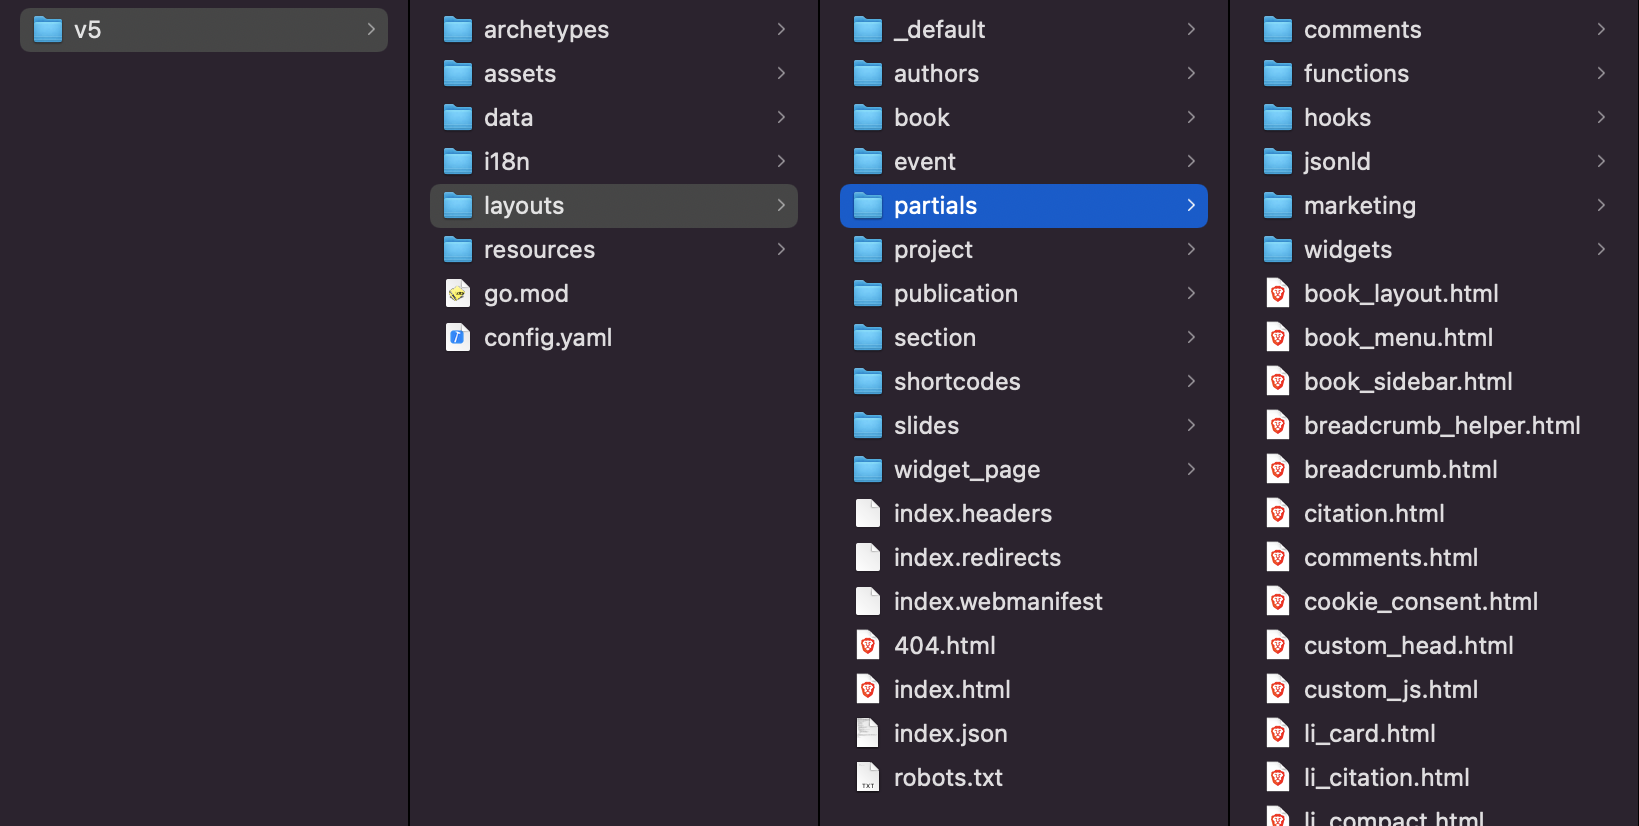 v5
archetypes
assets
data
i18n
layouts
resources
go.mod
config.yaml
_default
authors
book
event
partials
project
publication
section
shortcodes
slides
widget_page
index.headers
index.redirects
index.webmanifest
404.html
index.html
index.json
TXT
robots.txt
comments
functions
hooks
jsonld
marketing
widgets
book_layout.html
book_menu.html
book_sidebar.html
breadcrumb_helper.html
breadcrumb.html
citation.html
comments.html
cookie_consent.html
custom_head.html
custom_js.html
li_card.html
li_citation.html
li_compact.html